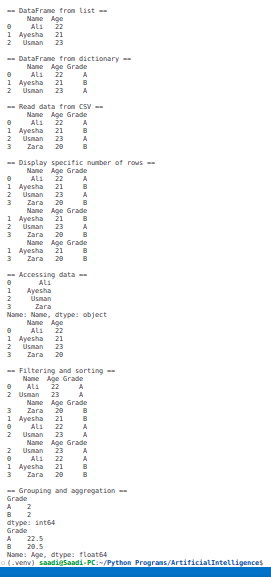 == DataFrame from list ==
     Name  Age
0     Ali   22
1  Ayesha   21
2   Usman   23

== DataFrame from dictionary ==
     Name  Age Grade
0     Ali   22     A
1  Ayesha   21     B
2   Usman   23     A

== Read data from CSV ==
     Name  Age Grade
0     Ali   22     A
1  Ayesha   21     B
2   Usman   23     A
3    Zara   20     B

== Display specific number of rows ==
     Name  Age Grade
0     Ali   22     A
1  Ayesha   21     B
2   Usman   23     A
3    Zara   20     B
     Name  Age Grade
1  Ayesha   21     B
2   Usman   23     A
3    Zara   20     B
     Name  Age Grade
1  Ayesha   21     B
3    Zara   20     B

== Accessing data ==
0       Ali
1    Ayesha
2     Usman
3      Zara
Name: Name, dtype: object
     Name  Age
0     Ali   22
1  Ayesha   21
2   Usman   23
3    Zara   20

== Filtering and sorting ==
    Name  Age Grade
0    Ali   22     A
2  Usman   23     A
     Name  Age Grade
3    Zara   20     B
1  Ayesha   21     B
0     Ali   22     A
2   Usman   23     A
     Name  Age Grade
2   Usman   23     A
0     Ali   22     A
1  Ayesha   21     B
3    Zara   20     B

== Grouping and aggregation ==
Grade
A    2
B    2
dtype: int64
Grade
A    22.5
B    20.5
Name: Age, dtype: float64
(.venv) saadi@Saadi-PC:~/Python Programs/ArtificialIntelligence$